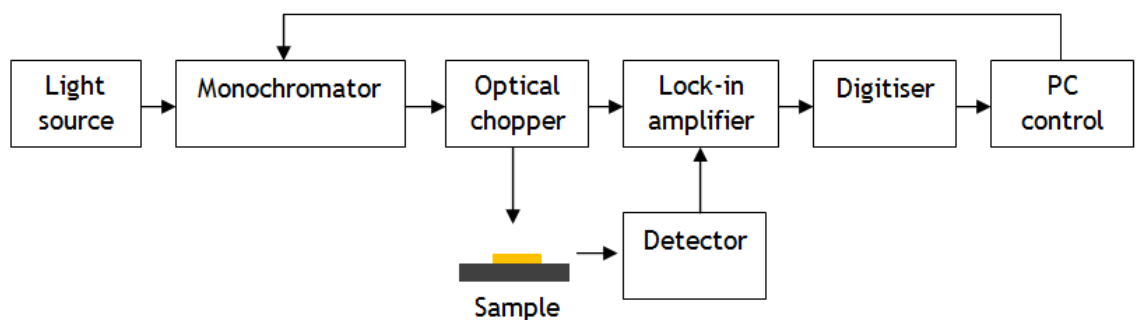 Light
source
Monochromator
Optical
chopper
Lock-in
amplifier
Digitiser
PC
control
Detector
Sample